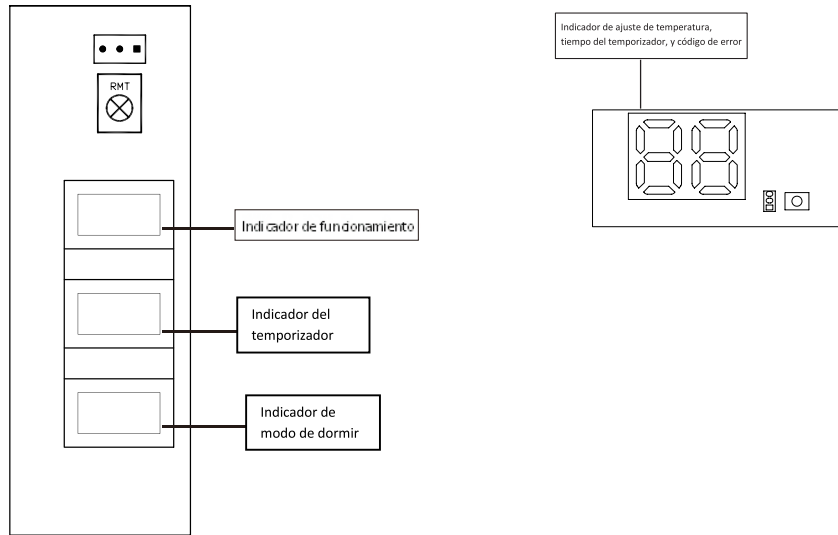 RMT
Indicador de funcionamiento
Indicador del
temporizador
Indicador de
modo de dormir
Indicador de ajuste de temperatura,
tiempo del temporizador, y código de error
88